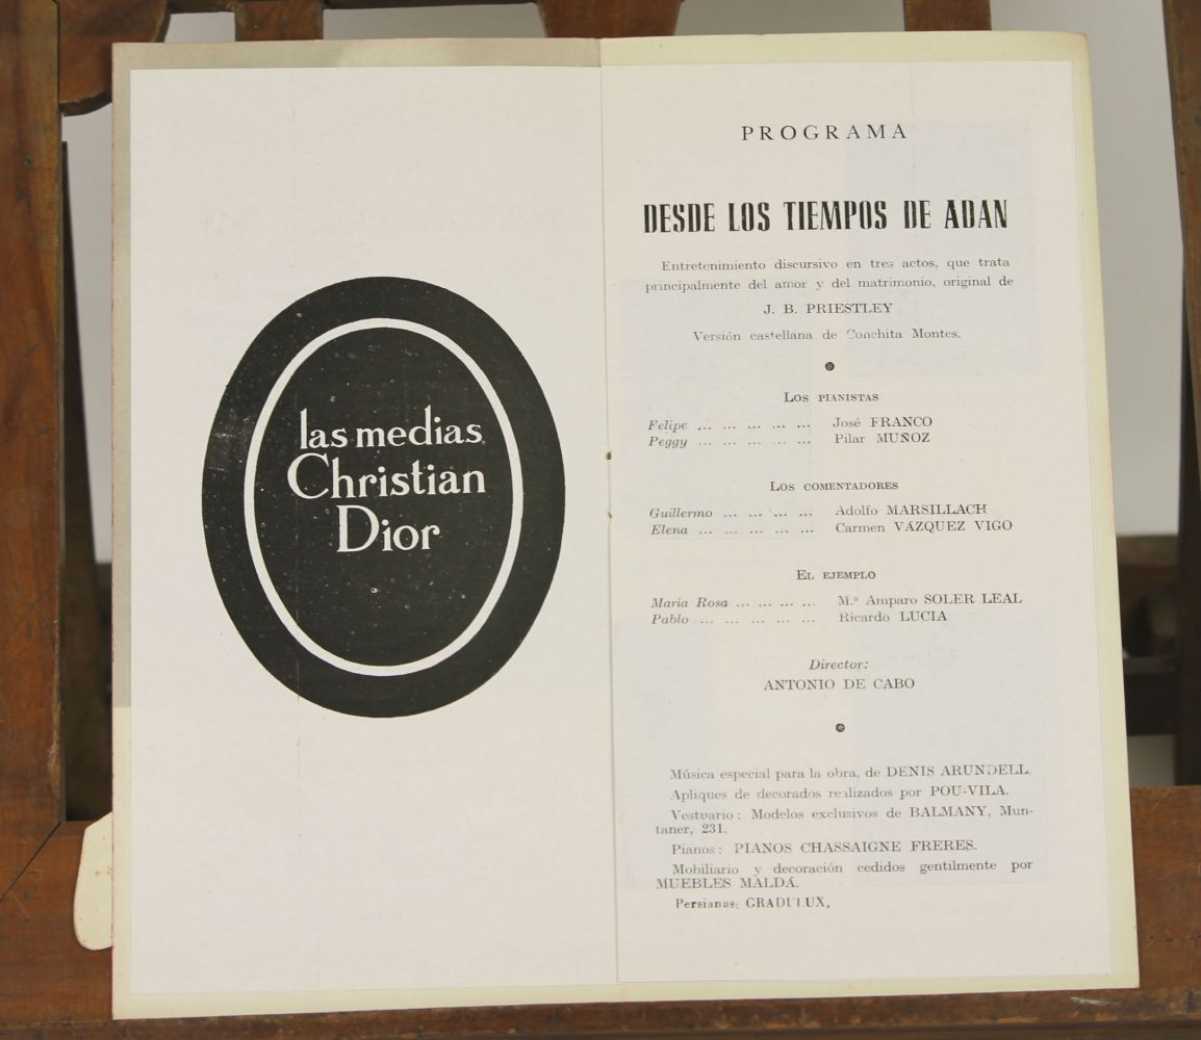 las medias
Christian
Dior
PROGRAMA
DESDE LOS TIEMPOS DE ADAN
Entretenimiento discursivo en tres actos, que trata
principalmente del amor y del matrimonio, original de
J. B. PRIESTLEY
Versión castellana de Conchita Montes.
LOS PIANISTAS
Felipe ... ... ... ... ... José FRANCO
Peggy ... ... ... ... ... Pilar MUÑOZ
LOS COMENTADORES
Guillermo ... ... ... ... Adolfo MARSILLACH
Elena ... ... ... ... ... Carmen VÁZQUEZ VIGO
EL EJEMPLO
María Rosa ... ... ... ... M.ª Amparo SOLER LEAL
Pablo ... ... ... ... ... Ricardo LUCIA
Director:
ANTONIO DE CABO
Música especial para la obra, de DENIS ARUNDELL.
Apliques de decorados realizados por POU-VILA.
Vestuario: Modelos exclusivos de BALMANY, Mun-
taner, 231.
Pianos: PIANOS CHASSAIGNE FRERES.
Mobiliario y decoración cedidos gentilmente por
MUEBLES MALDÁ.
Persianas: GRADULUX,